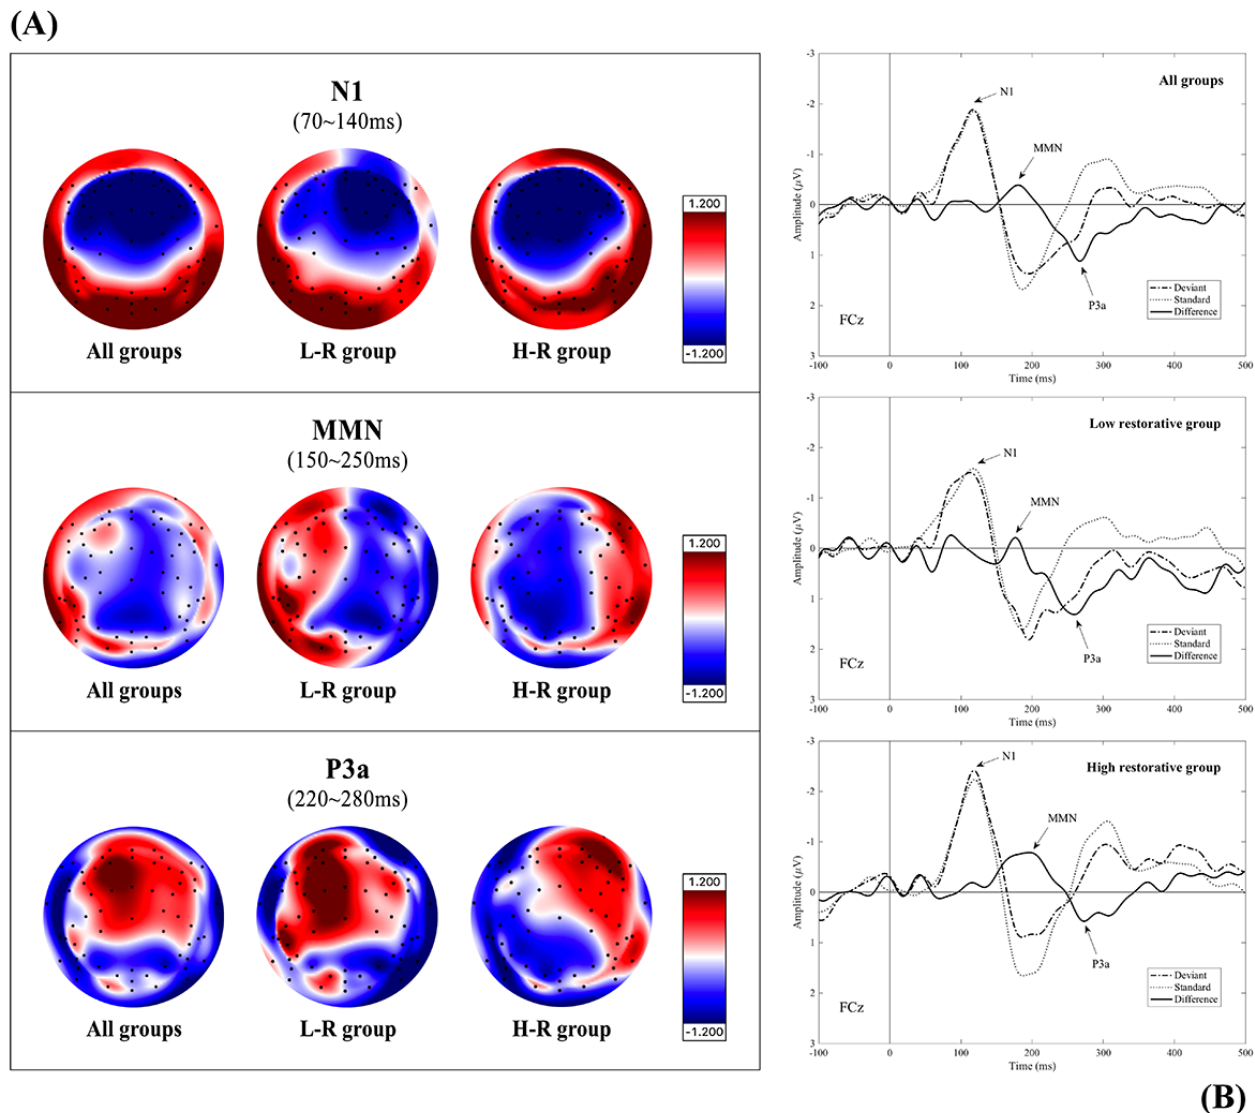 (A)
N1
(70~140ms)
1.200
-1.200
All groups
L-R group
H-R group
MMN
(150~250ms)
1.200
-1.200
All groups
L-R group
H-R group
P3a
(220~280ms)
1.200
-1.200
All groups
L-R group
H-R group
All groups
N1
MMN
P3a
Deviant
Standard
Difference
FCz
Amplitude (µV)
-3
-2
-1
0
1
2
3
-100
0
100
200
300
400
500
Time (ms)
Low restorative group
N1
MMN
P3a
Deviant
Standard
Difference
FCz
Amplitude (µV)
-3
-2
-1
0
1
2
3
-100
0
100
200
300
400
500
Time (ms)
High restorative group
N1
MMN
P3a
Deviant
Standard
Difference
FCz
Amplitude (µV)
-3
-2
-1
0
1
2
3
-100
0
100
200
300
400
500
Time (ms)
(B)